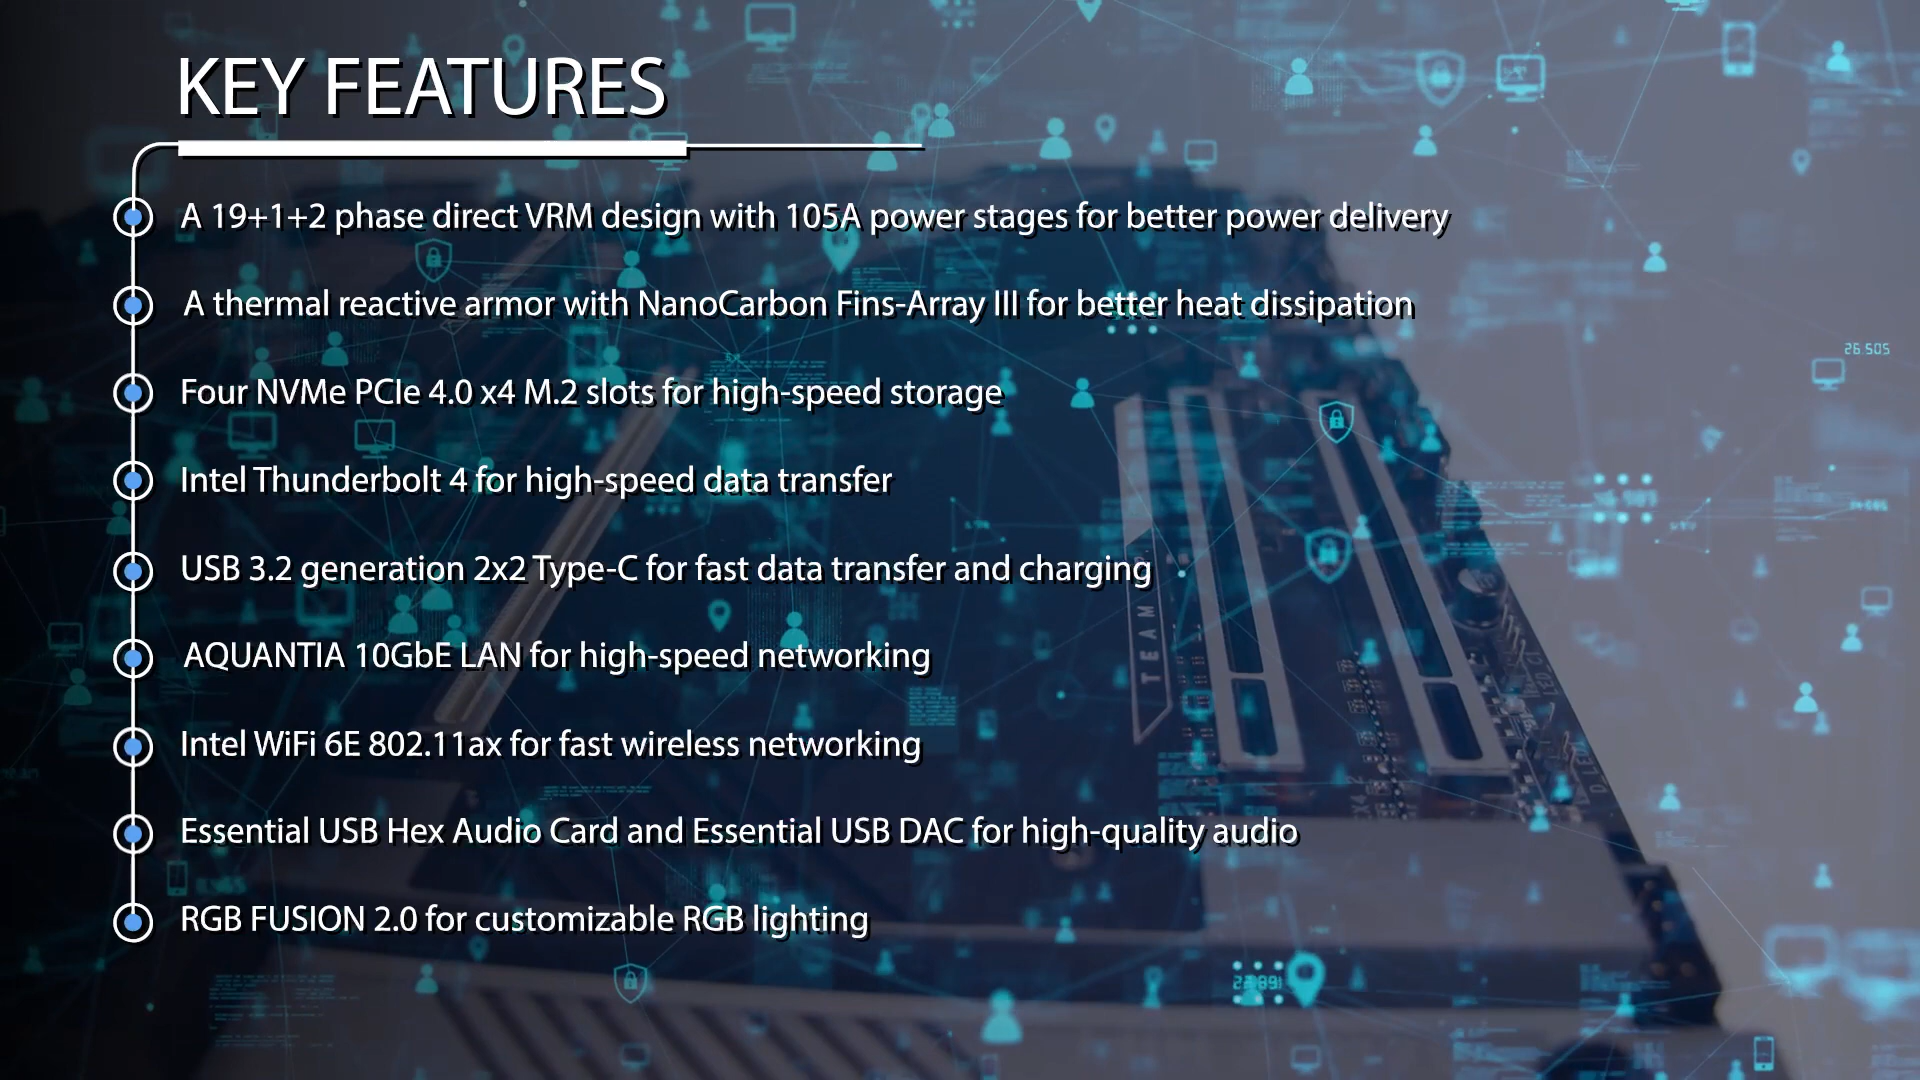 KEY FEATURES
A 19+1+2 phase direct VRM design with 105A power stages for better power delivery
A thermal reactive armor with NanoCarbon Fins-Array III for better heat dissipation
Four NVMe PCIe 4.0 x4 M.2 slots for high-speed storage
Intel Thunderbolt 4 for high-speed data transfer
USB 3.2 generation 2x2 Type-C for fast data transfer and charging
AQUANTIA 10GbE LAN for high-speed networking
Intel WiFi 6E 802.11ax for fast wireless networking
Essential USB Hex Audio Card and Essential USB DAC for high-quality audio
RGB FUSION 2.0 for customizable RGB lighting
26.505
TEAM